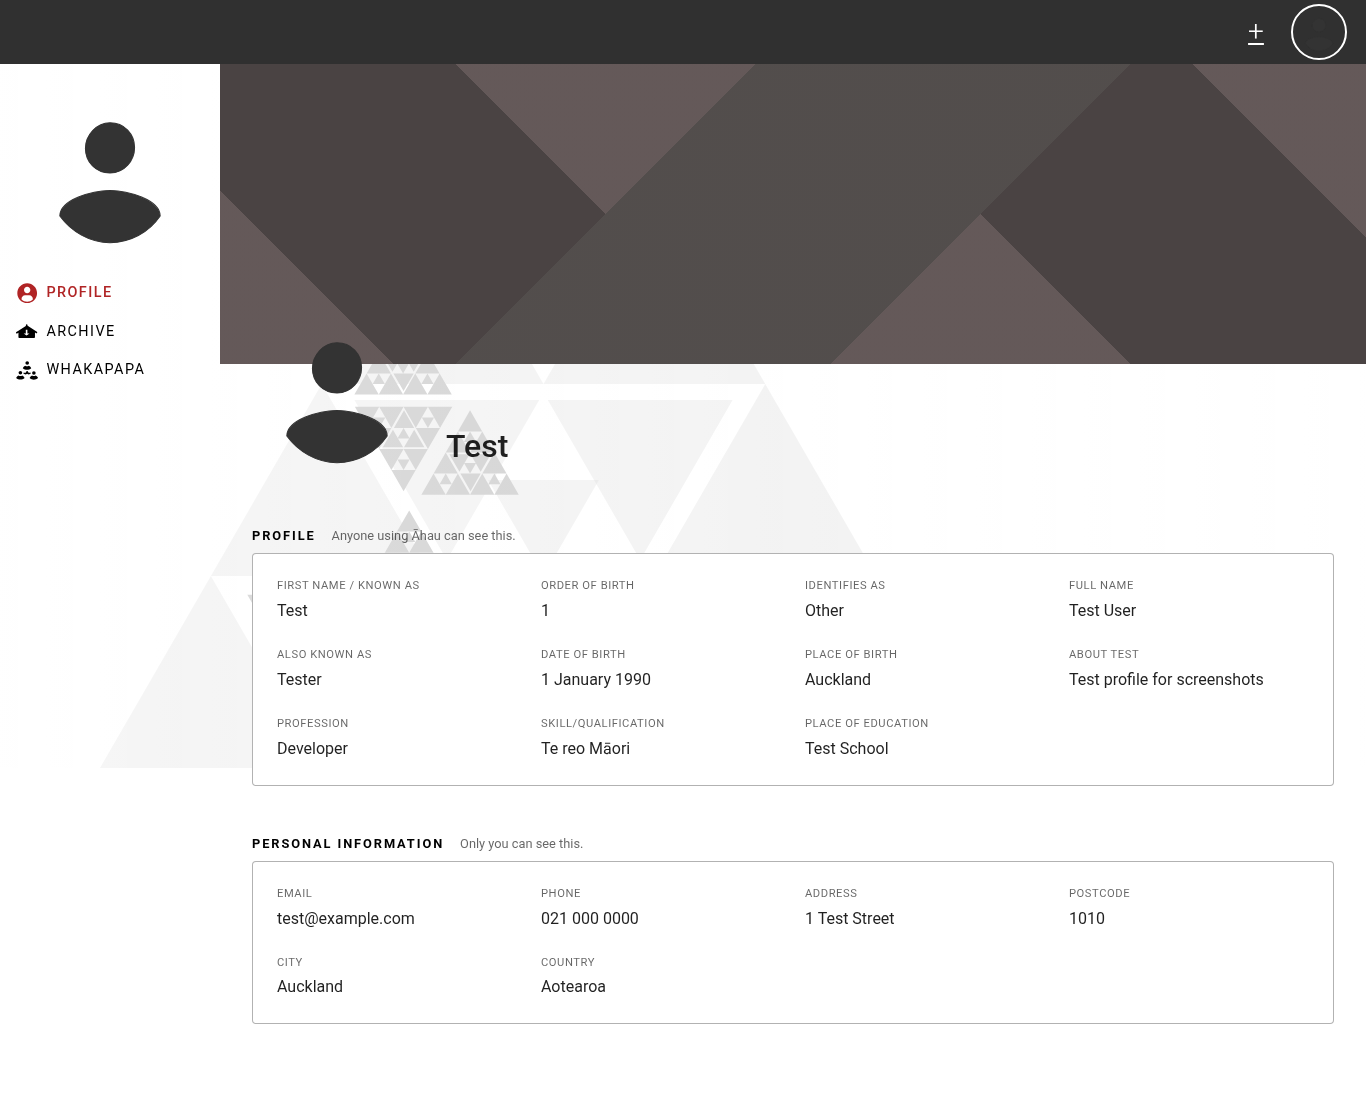 PROFILE
ARCHIVE
WHAKAPAPA
Test
PROFILE Anyone using Āhau can see this.
FIRST NAME / KNOWN AS ORDER OF BIRTH IDENTIFIES AS FULL NAME
Test 1 Other Test User
ALSO KNOWN AS DATE OF BIRTH PLACE OF BIRTH ABOUT TEST
Tester 1 January 1990 Auckland Test profile for screenshots
PROFESSION SKILL/QUALIFICATION PLACE OF EDUCATION
Developer Te reo Māori Test School
PERSONAL INFORMATION Only you can see this.
EMAIL PHONE ADDRESS POSTCODE
test@example.com 021 000 0000 1 Test Street 1010
CITY COUNTRY
Auckland Aotearoa